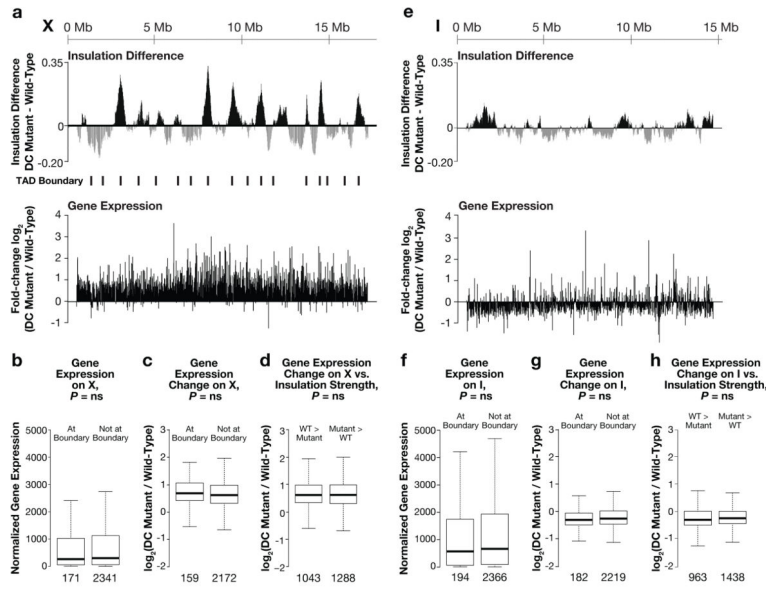 a
X
0 Mb 5 Mb 10 Mb 15 Mb
Insulation Difference
Insulation Difference
DC Mutant - Wild-Type
0.35
0
-0.20
TAD Boundary
Gene Expression
Fold-change log2
(DC Mutant / Wild-Type)
4
3
2
1
0
-1
e
I
0 Mb 5 Mb 10 Mb 15 Mb
Insulation Difference
Insulation Difference
DC Mutant - Wild-Type
0.35
0
-0.20
Gene Expression
Fold-change log2
(DC Mutant / Wild-Type)
4
3
2
1
0
-1
b
Gene
Expression
on X,
P = ns
At
Boundary
Not at
Boundary
Normalized Gene Expression
5000
4000
3000
2000
1000
0
171 2341
c
Gene
Expression
Change on X,
P = ns
At
Boundary
Not at
Boundary
log2(DC Mutant / Wild-Type)
3
2
1
0
-1
-2
159 2172
d
Gene Expression
Change on X vs.
Insulation Strength,
P = ns
WT >
Mutant
Mutant >
WT
log2(DC Mutant / Wild-Type)
3
2
1
0
-1
-2
1043 1288
f
Gene
Expression
on I,
P = ns
At
Boundary
Not at
Boundary
Normalized Gene Expression
5000
4000
3000
2000
1000
0
194 2366
g
Gene
Expression
Change on I,
P = ns
At
Boundary
Not at
Boundary
log2(DC Mutant / Wild-Type)
3
2
1
0
-1
-2
182 2219
h
Gene Expression
Change on I vs.
Insulation Strength,
P = ns
WT >
Mutant
Mutant >
WT
log2(DC Mutant / Wild-Type)
3
2
1
0
-1
-2
963 1438